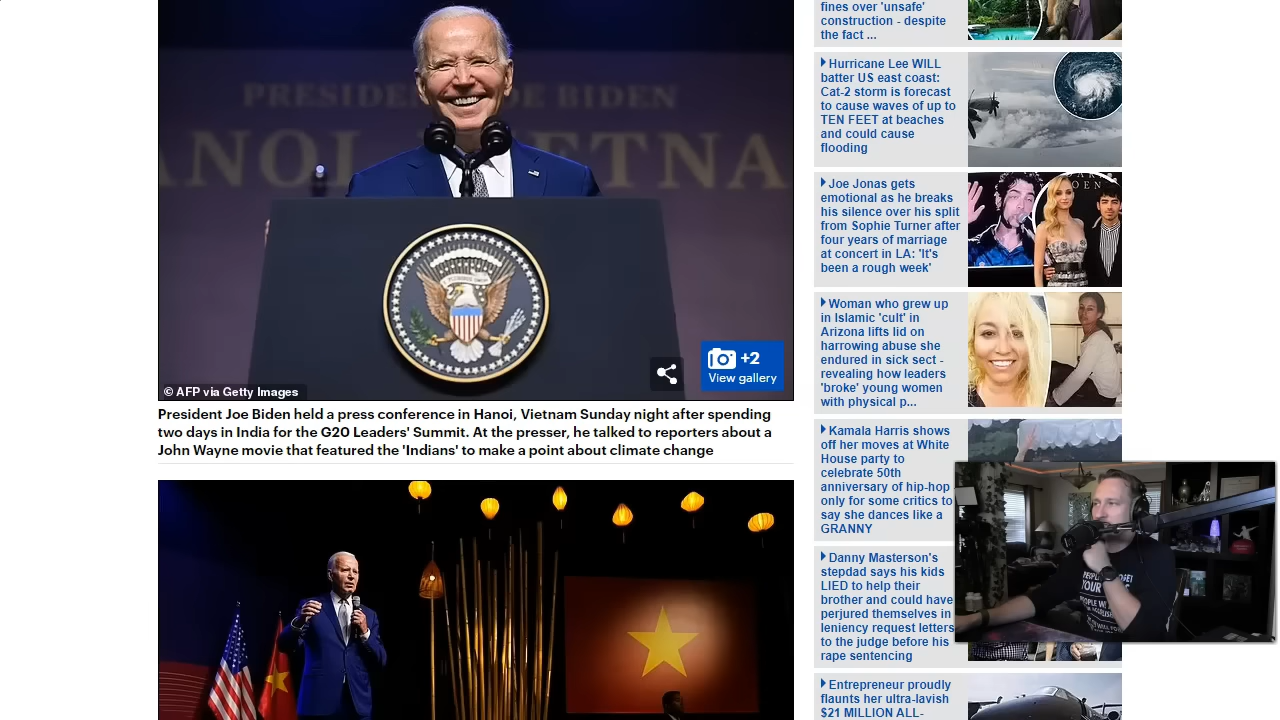 PRESIDENT JOE BIDEN
ANOI, VIETNA
© AFP via Getty Images
+2
View gallery
President Joe Biden held a press conference in Hanoi, Vietnam Sunday night after spending
two days in India for the G20 Leaders' Summit. At the presser, he talked to reporters about a
John Wayne movie that featured the 'Indians' to make a point about climate change
fines over 'unsafe'
construction - despite
the fact ...
Hurricane Lee WILL
batter US east coast:
Cat-2 storm is forecast
to cause waves of up to
TEN FEET at beaches
and could cause
flooding
Joe Jonas gets
emotional as he breaks
his silence over his split
from Sophie Turner after
four years of marriage
at concert in LA: 'It's
been a rough week'
Woman who grew up
in Islamic 'cult' in
Arizona lifts lid on
harrowing abuse she
endured in sick sect -
revealing how leaders
'broke' young women
with physical p...
Kamala Harris shows
off her moves at White
House party to
celebrate 50th
anniversary of hip-hop
only for some critics to
say she dances like a
GRANNY
Danny Masterson's
stepdad says his kids
LIED to help their
brother and could have
perjured themselves in
leniency request letters
to the judge before his
rape sentencing
Entrepreneur proudly
flaunts her ultra-lavish
$21 MILLION ALL-